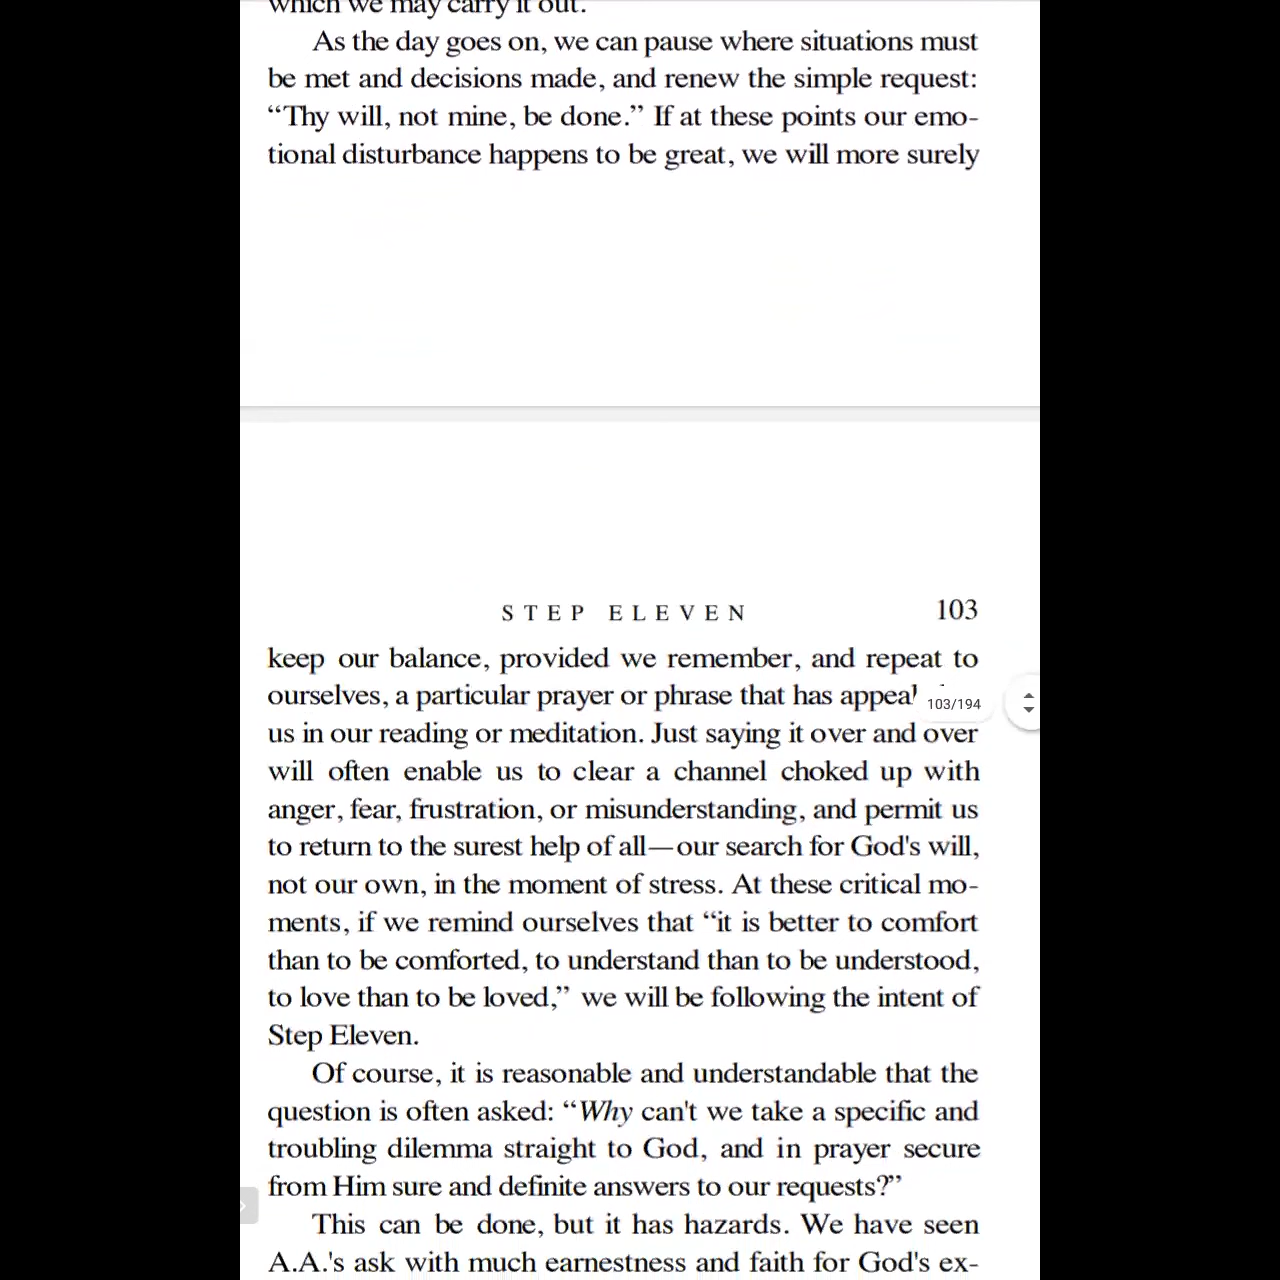 which we may carry it out.
As the day goes on, we can pause where situations must
be met and decisions made, and renew the simple request:
“Thy will, not mine, be done.” If at these points our emo-
tional disturbance happens to be great, we will more surely
STEP ELEVEN 103
keep our balance, provided we remember, and repeat to
ourselves, a particular prayer or phrase that has appeal
103/194
us in our reading or meditation. Just saying it over and over
will often enable us to clear a channel choked up with
anger, fear, frustration, or misunderstanding, and permit us
to return to the surest help of all—our search for God's will,
not our own, in the moment of stress. At these critical mo-
ments, if we remind ourselves that “it is better to comfort
than to be comforted, to understand than to be understood,
to love than to be loved,” we will be following the intent of
Step Eleven.
Of course, it is reasonable and understandable that the
question is often asked: “Why can't we take a specific and
troubling dilemma straight to God, and in prayer secure
from Him sure and definite answers to our requests?”
This can be done, but it has hazards. We have seen
A.A.'s ask with much earnestness and faith for God's ex-